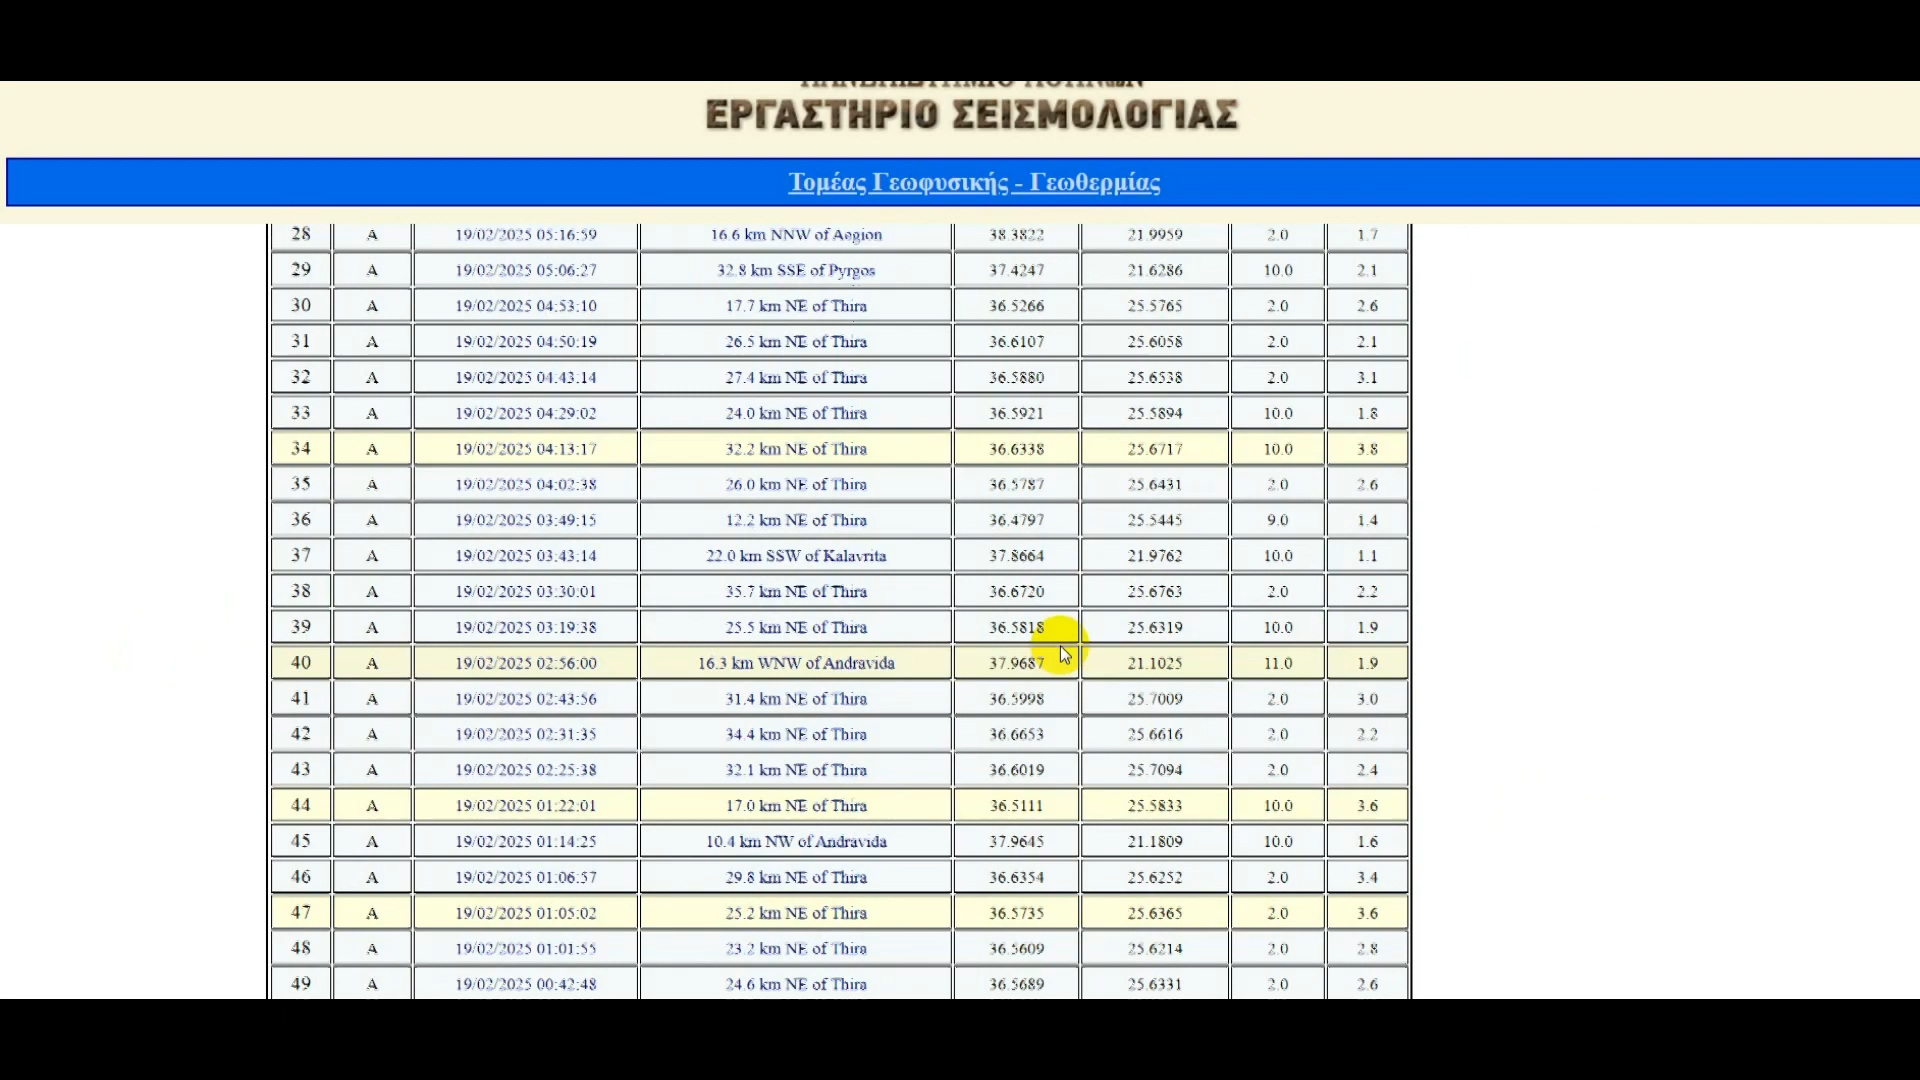 ΕΡΓΑΣΤΗΡΙΟ ΣΕΙΣΜΟΛΟΓΙΑΣ
Τομέας Γεωφυσικής - Γεωθερμίας
28 A 19/02/2025 05:16:59 16.6 km NNW of Aegion 38.3822 21.9959 2.0 1.7
29 A 19/02/2025 05:06:27 32.8 km SSE of Pyrgos 37.4247 21.6286 10.0 2.1
30 A 19/02/2025 04:53:10 17.7 km NE of Thira 36.5266 25.5765 2.0 2.6
31 A 19/02/2025 04:50:19 26.5 km NE of Thira 36.6107 25.6058 2.0 2.1
32 A 19/02/2025 04:43:14 27.4 km NE of Thira 36.5880 25.6538 2.0 3.1
33 A 19/02/2025 04:29:02 24.0 km NE of Thira 36.5921 25.5894 10.0 1.8
34 A 19/02/2025 04:13:17 32.2 km NE of Thira 36.6338 25.6717 10.0 3.8
35 A 19/02/2025 04:02:38 26.0 km NE of Thira 36.5787 25.6431 2.0 2.6
36 A 19/02/2025 03:49:15 12.2 km NE of Thira 36.4797 25.5445 9.0 1.4
37 A 19/02/2025 03:43:14 22.0 km SSW of Kalavrita 37.8664 21.9762 10.0 1.1
38 A 19/02/2025 03:30:01 35.7 km NE of Thira 36.6720 25.6763 2.0 2.2
39 A 19/02/2025 03:19:38 25.5 km NE of Thira 36.5818 25.6319 10.0 1.9
40 A 19/02/2025 02:56:00 16.3 km WNW of Andravida 37.9687 21.1025 11.0 1.9
41 A 19/02/2025 02:43:56 31.4 km NE of Thira 36.5998 25.7009 2.0 3.0
42 A 19/02/2025 02:31:35 34.4 km NE of Thira 36.6653 25.6616 2.0 2.2
43 A 19/02/2025 02:25:38 32.1 km NE of Thira 36.6019 25.7094 2.0 2.4
44 A 19/02/2025 01:22:01 17.0 km NE of Thira 36.5111 25.5833 10.0 3.6
45 A 19/02/2025 01:14:25 10.4 km NW of Andravida 37.9645 21.1809 10.0 1.6
46 A 19/02/2025 01:06:57 29.8 km NE of Thira 36.6354 25.6252 2.0 3.4
47 A 19/02/2025 01:05:02 25.2 km NE of Thira 36.5735 25.6365 2.0 3.6
48 A 19/02/2025 01:01:55 23.2 km NE of Thira 36.5609 25.6214 2.0 2.8
49 A 19/02/2025 00:42:48 24.6 km NE of Thira 36.5689 25.6331 2.0 2.6